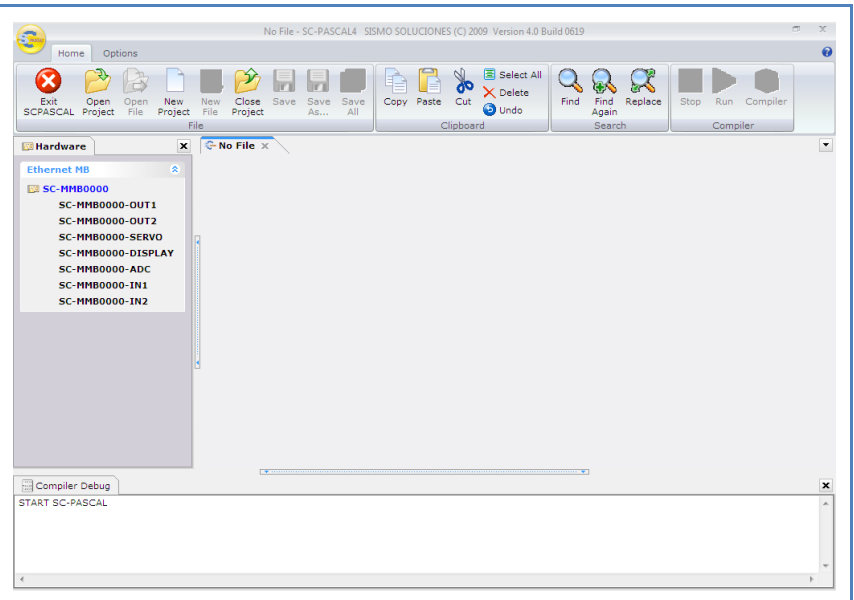 No File - SC-PASCAL4 SISMO SOLUCIONES (C) 2009 Version 4.0 Build 0619
Home Options
Exit SCPASCAL
Open Project
Open File
New Project
New File
Close Project
Save
Save As...
Save All
File
Copy
Paste
Cut
Select All
Delete
Undo
Clipboard
Find
Find Again
Replace
Search
Stop
Run
Compiler
Compiler
Hardware
No File
Ethernet MB
SC-MMB0000
SC-MMB0000-OUT1
SC-MMB0000-OUT2
SC-MMB0000-SERVO
SC-MMB0000-DISPLAY
SC-MMB0000-ADC
SC-MMB0000-IN1
SC-MMB0000-IN2
Compiler Debug
START SC-PASCAL